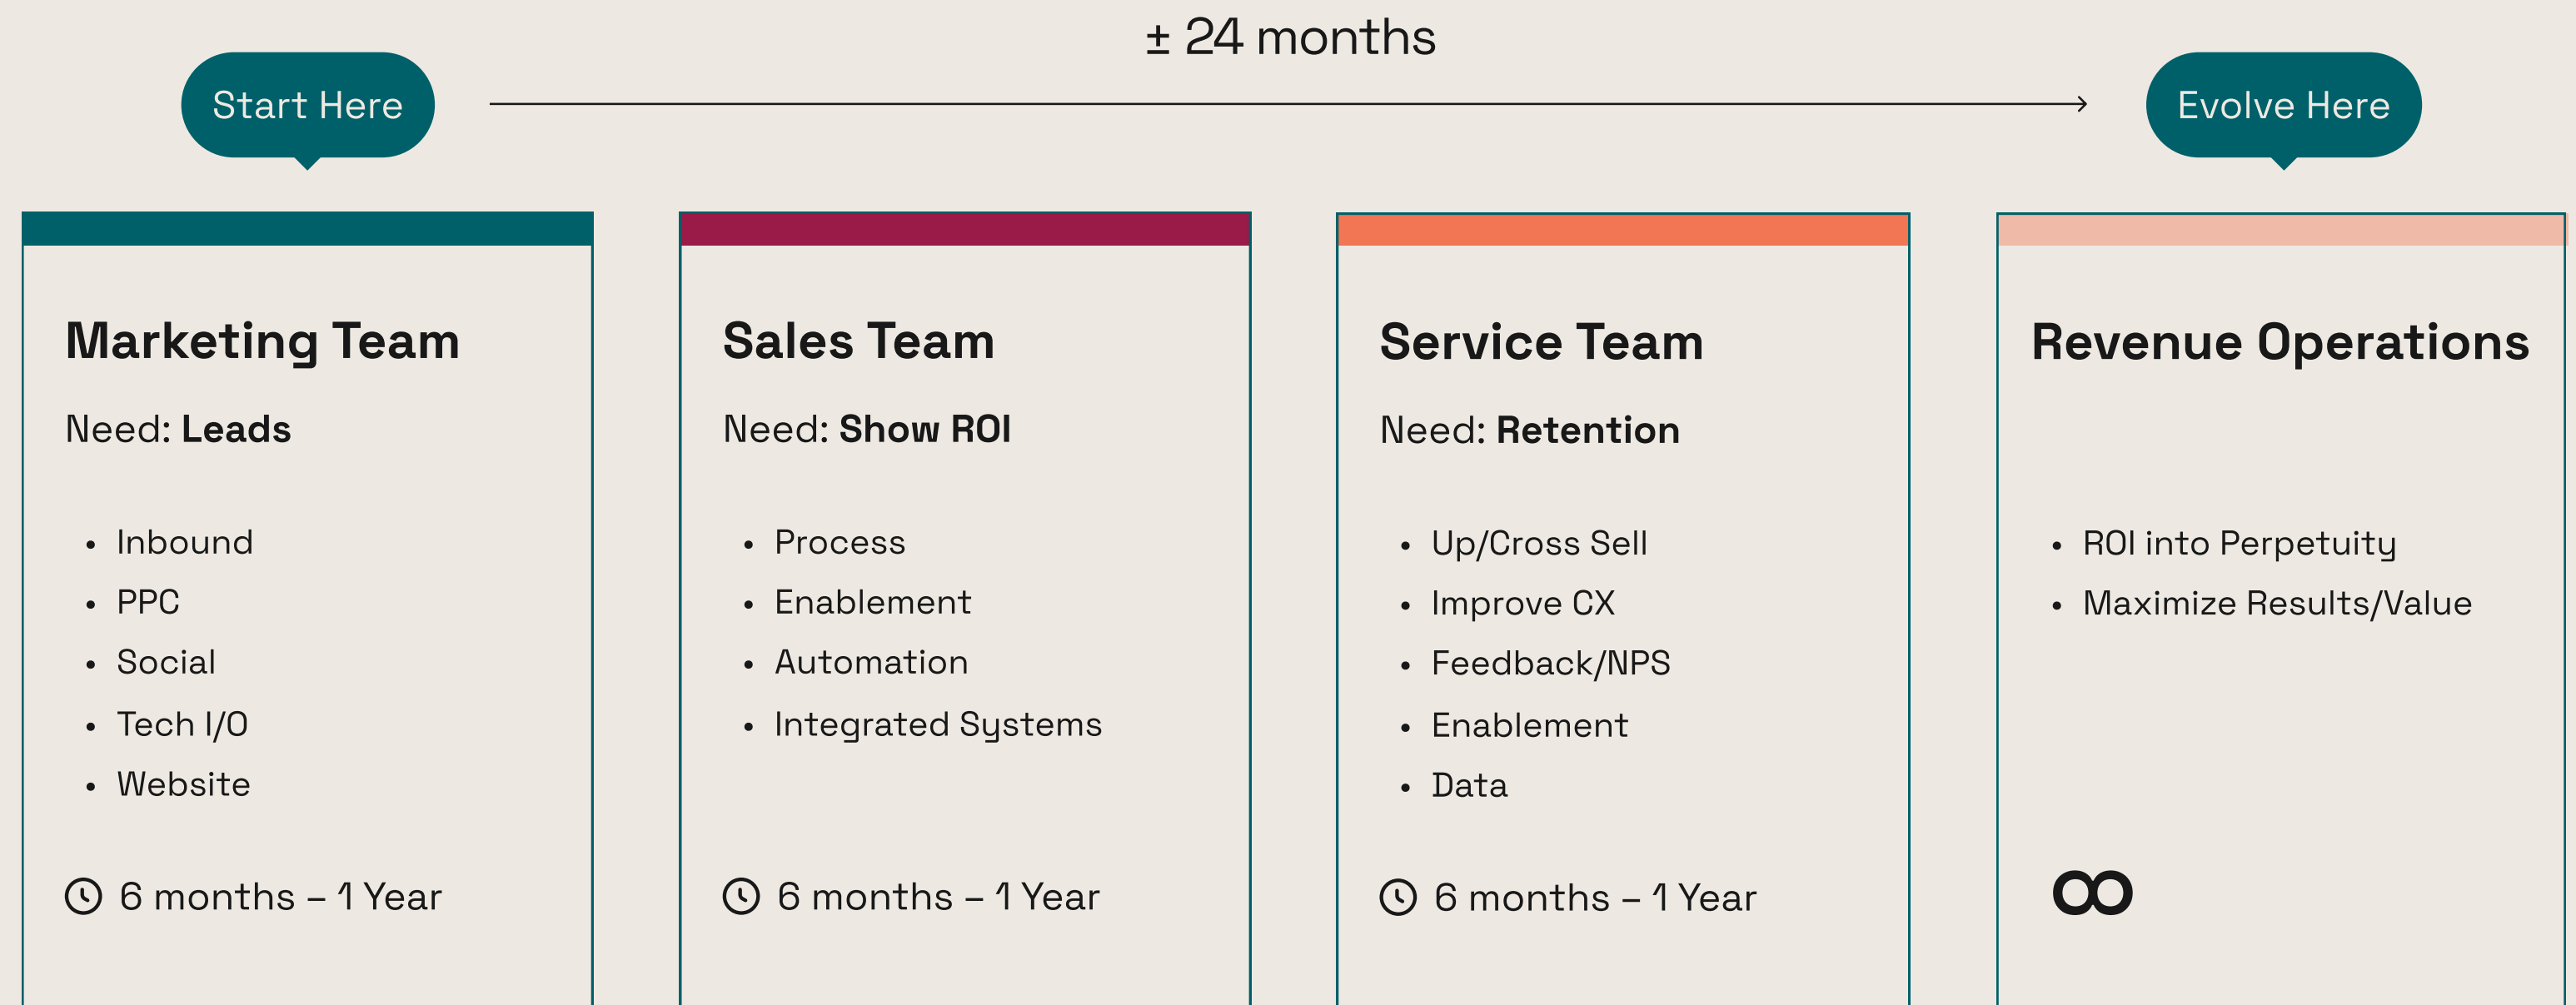 ± 24 months
Start Here
Evolve Here
Marketing Team
Need: Leads
• Inbound
• PPC
• Social
• Tech I/O
• Website
6 months – 1 Year
Sales Team
Need: Show ROI
• Process
• Enablement
• Automation
• Integrated Systems
6 months – 1 Year
Service Team
Need: Retention
• Up/Cross Sell
• Improve CX
• Feedback/NPS
• Enablement
• Data
6 months – 1 Year
Revenue Operations
• ROI into Perpetuity
• Maximize Results/Value
∞